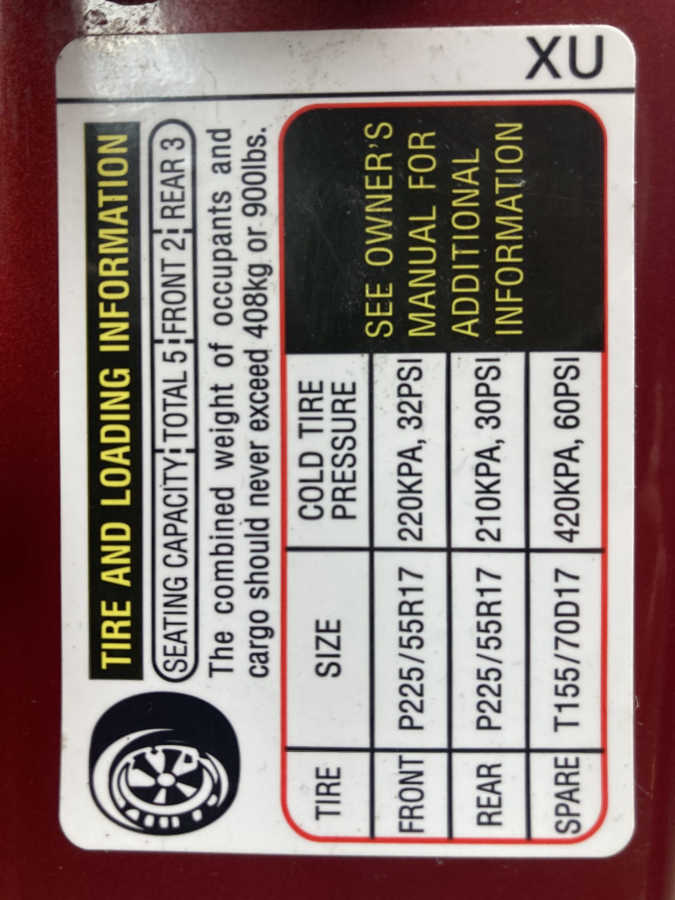 XU
TIRE AND LOADING INFORMATION
SEATING CAPACITY TOTAL 5 FRONT 2 REAR 3
The combined weight of occupants and
cargo should never exceed 408kg or 900lbs.
TIRE SIZE COLD TIRE PRESSURE
FRONT P225/55R17 220KPA, 32PSI
REAR P225/55R17 210KPA, 30PSI
SPARE T155/70D17 420KPA, 60PSI
SEE OWNER'S
MANUAL FOR
ADDITIONAL
INFORMATION